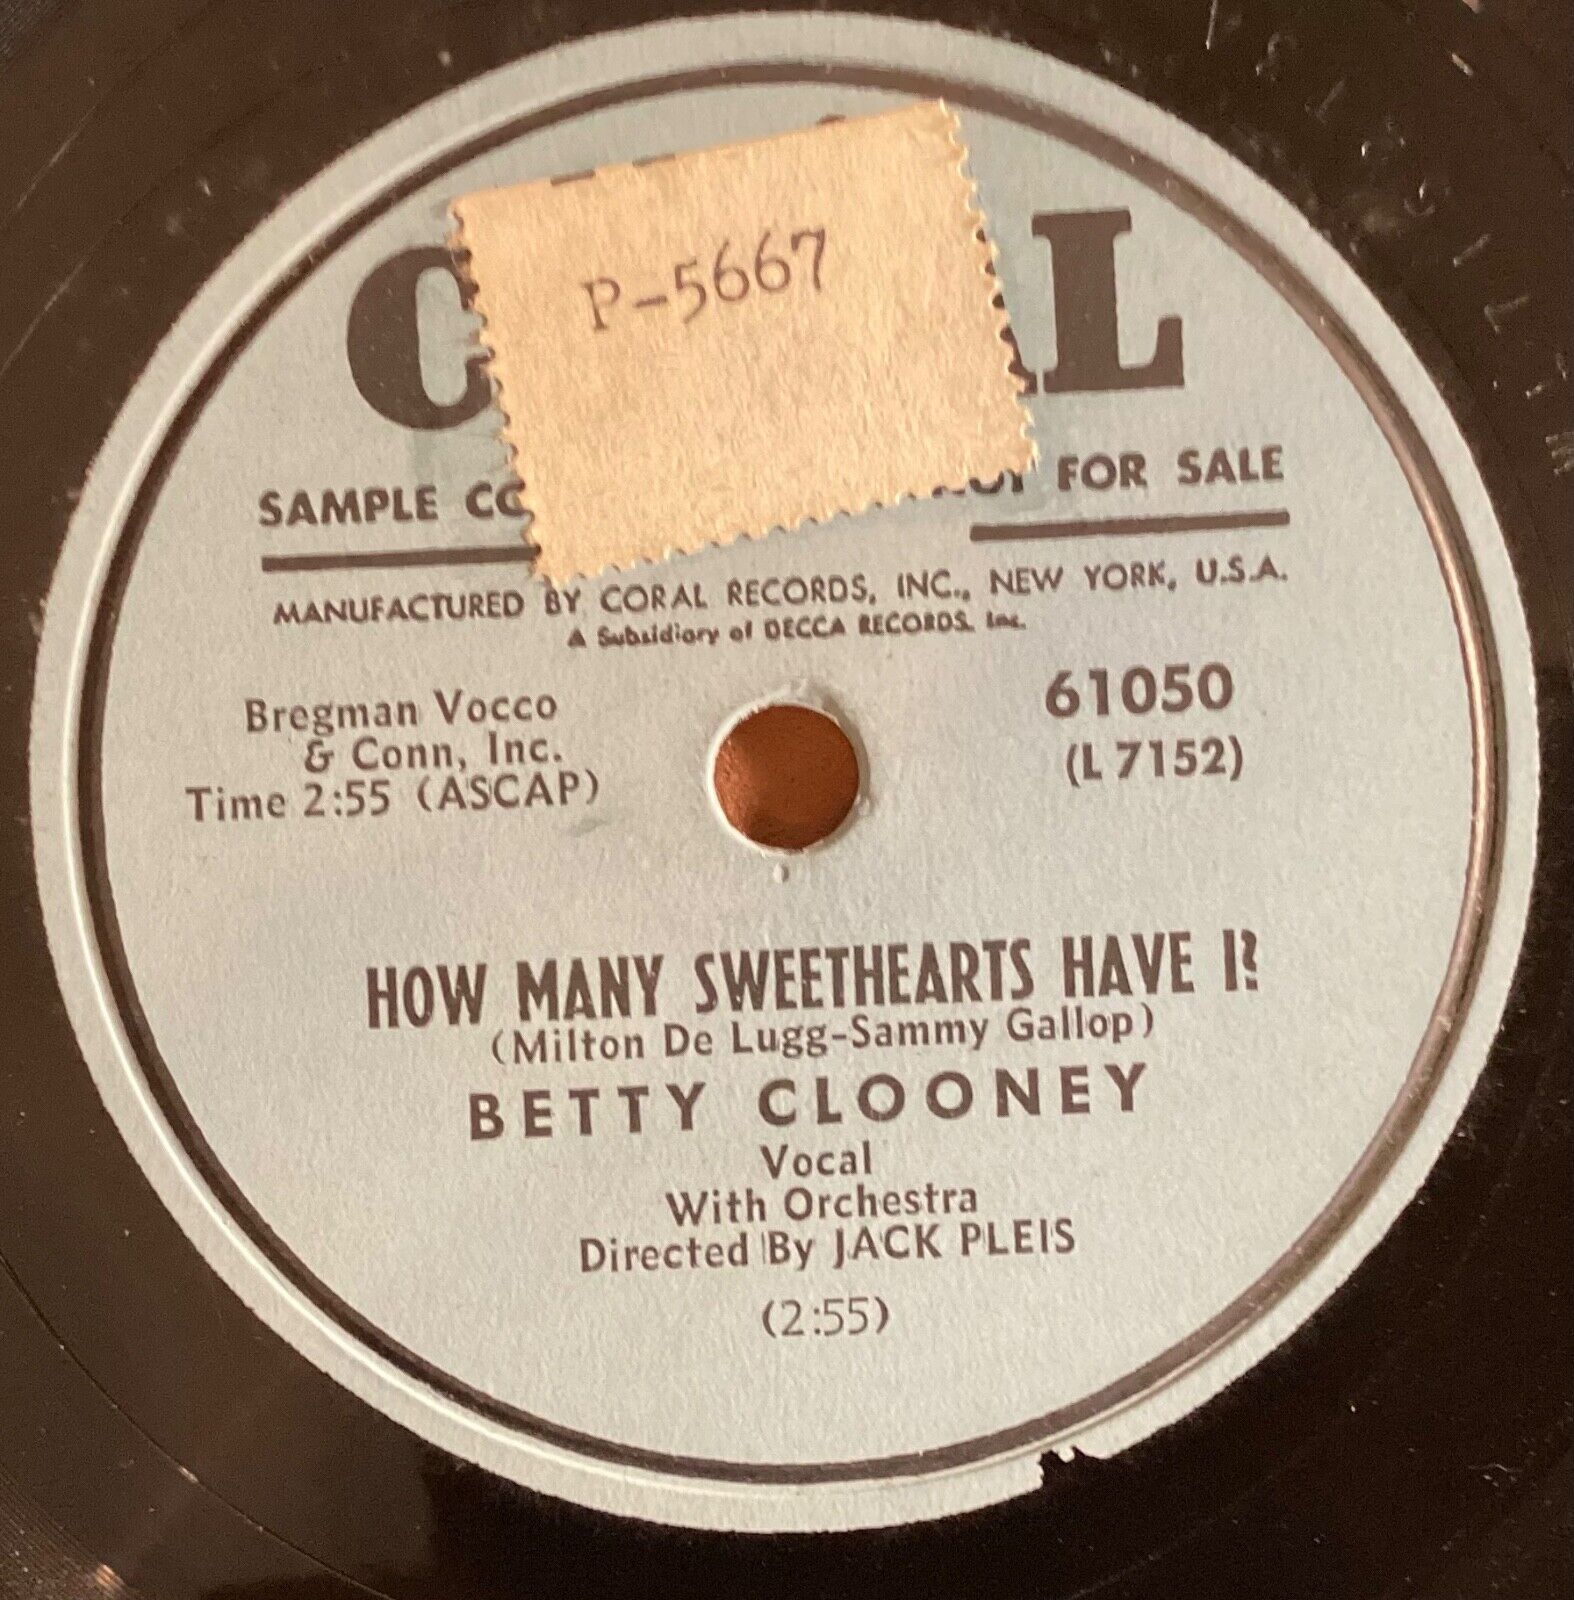 P-5667
SAMPLE FOR SALE
MANUFACTURED BY CORAL RECORDS, INC., NEW YORK, U.S.A.
A Subsidiary of DECCA RECORDS, Inc.
Bregman Vocco
& Conn, Inc.
Time 2:55 (ASCAP)
61050
(L 7152)
HOW MANY SWEETHEARTS HAVE I?
(Milton De Lugg-Sammy Gallop)
BETTY CLOONEY
Vocal
With Orchestra
Directed By JACK PLEIS
(2:55)